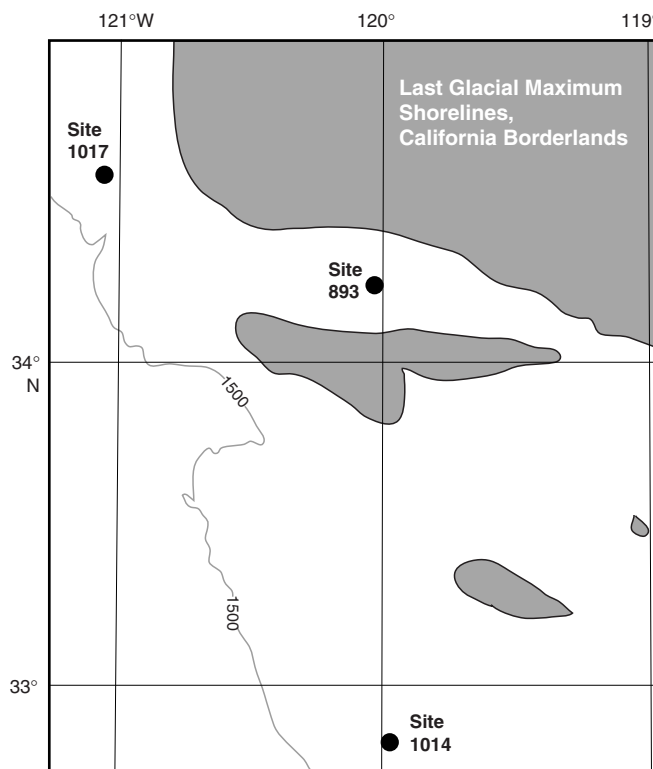 121°W
120°
119°
Last Glacial Maximum
Shorelines,
California Borderlands
Site
1017
Site
893
34°
N
1500
1500
33°
Site
1014